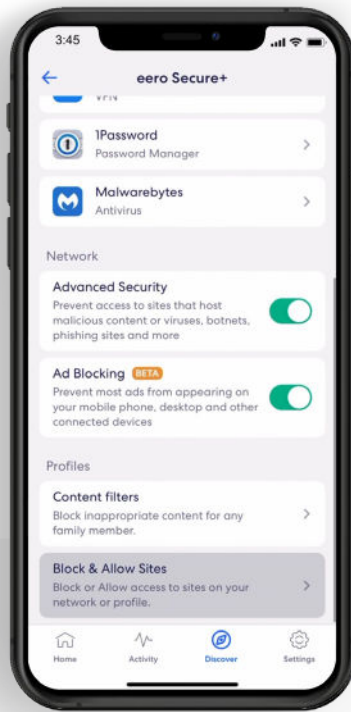 3:45
eero Secure+
VPN
1Password
Password Manager
Malwarebytes
Antivirus
Network
Advanced Security
Prevent access to sites that host
malicious content or viruses, botnets,
phishing sites and more
Ad Blocking BETA
Prevent most ads from appearing on
your mobile phone, desktop and other
connected devices
Profiles
Content filters
Block inappropriate content for any
family member.
Block & Allow Sites
Block or Allow access to sites on your
network or profile.
Home Activity Discover Settings